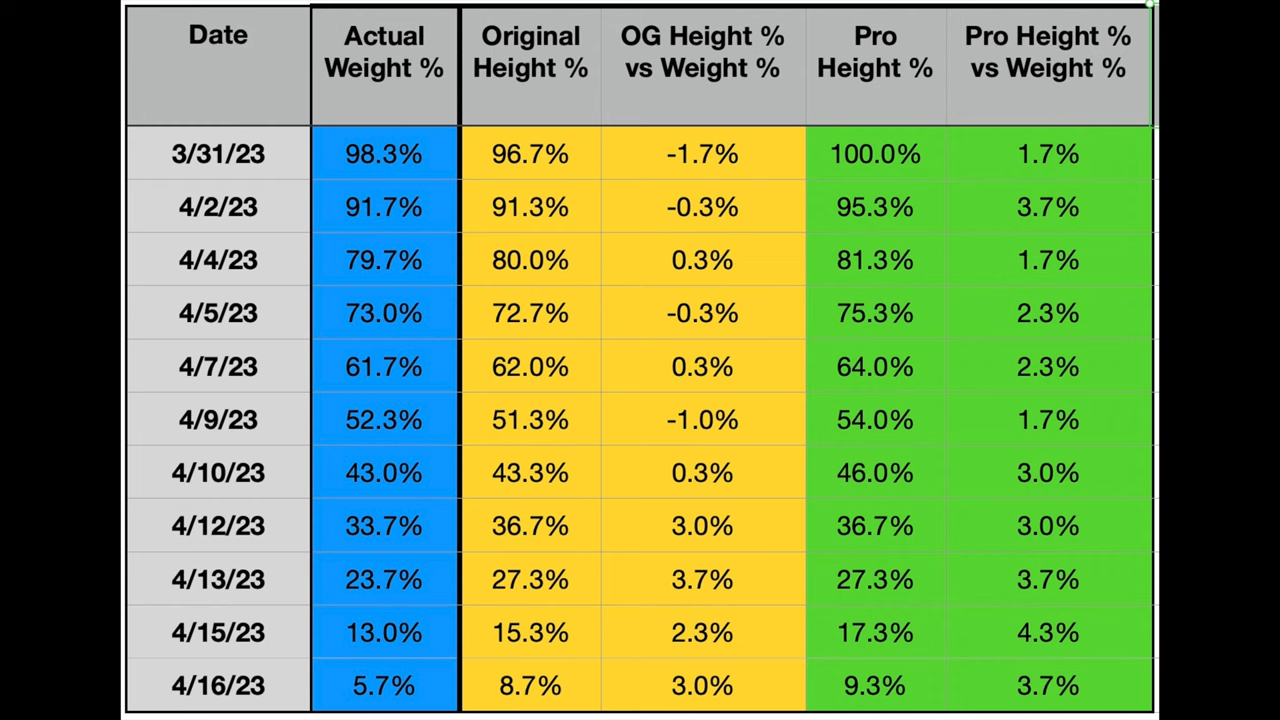 Date Actual Weight % Original Height % OG Height % vs Weight % Pro Height % Pro Height % vs Weight %
3/31/23 98.3% 96.7% -1.7% 100.0% 1.7%
4/2/23 91.7% 91.3% -0.3% 95.3% 3.7%
4/4/23 79.7% 80.0% 0.3% 81.3% 1.7%
4/5/23 73.0% 72.7% -0.3% 75.3% 2.3%
4/7/23 61.7% 62.0% 0.3% 64.0% 2.3%
4/9/23 52.3% 51.3% -1.0% 54.0% 1.7%
4/10/23 43.0% 43.3% 0.3% 46.0% 3.0%
4/12/23 33.7% 36.7% 3.0% 36.7% 3.0%
4/13/23 23.7% 27.3% 3.7% 27.3% 3.7%
4/15/23 13.0% 15.3% 2.3% 17.3% 4.3%
4/16/23 5.7% 8.7% 3.0% 9.3% 3.7%